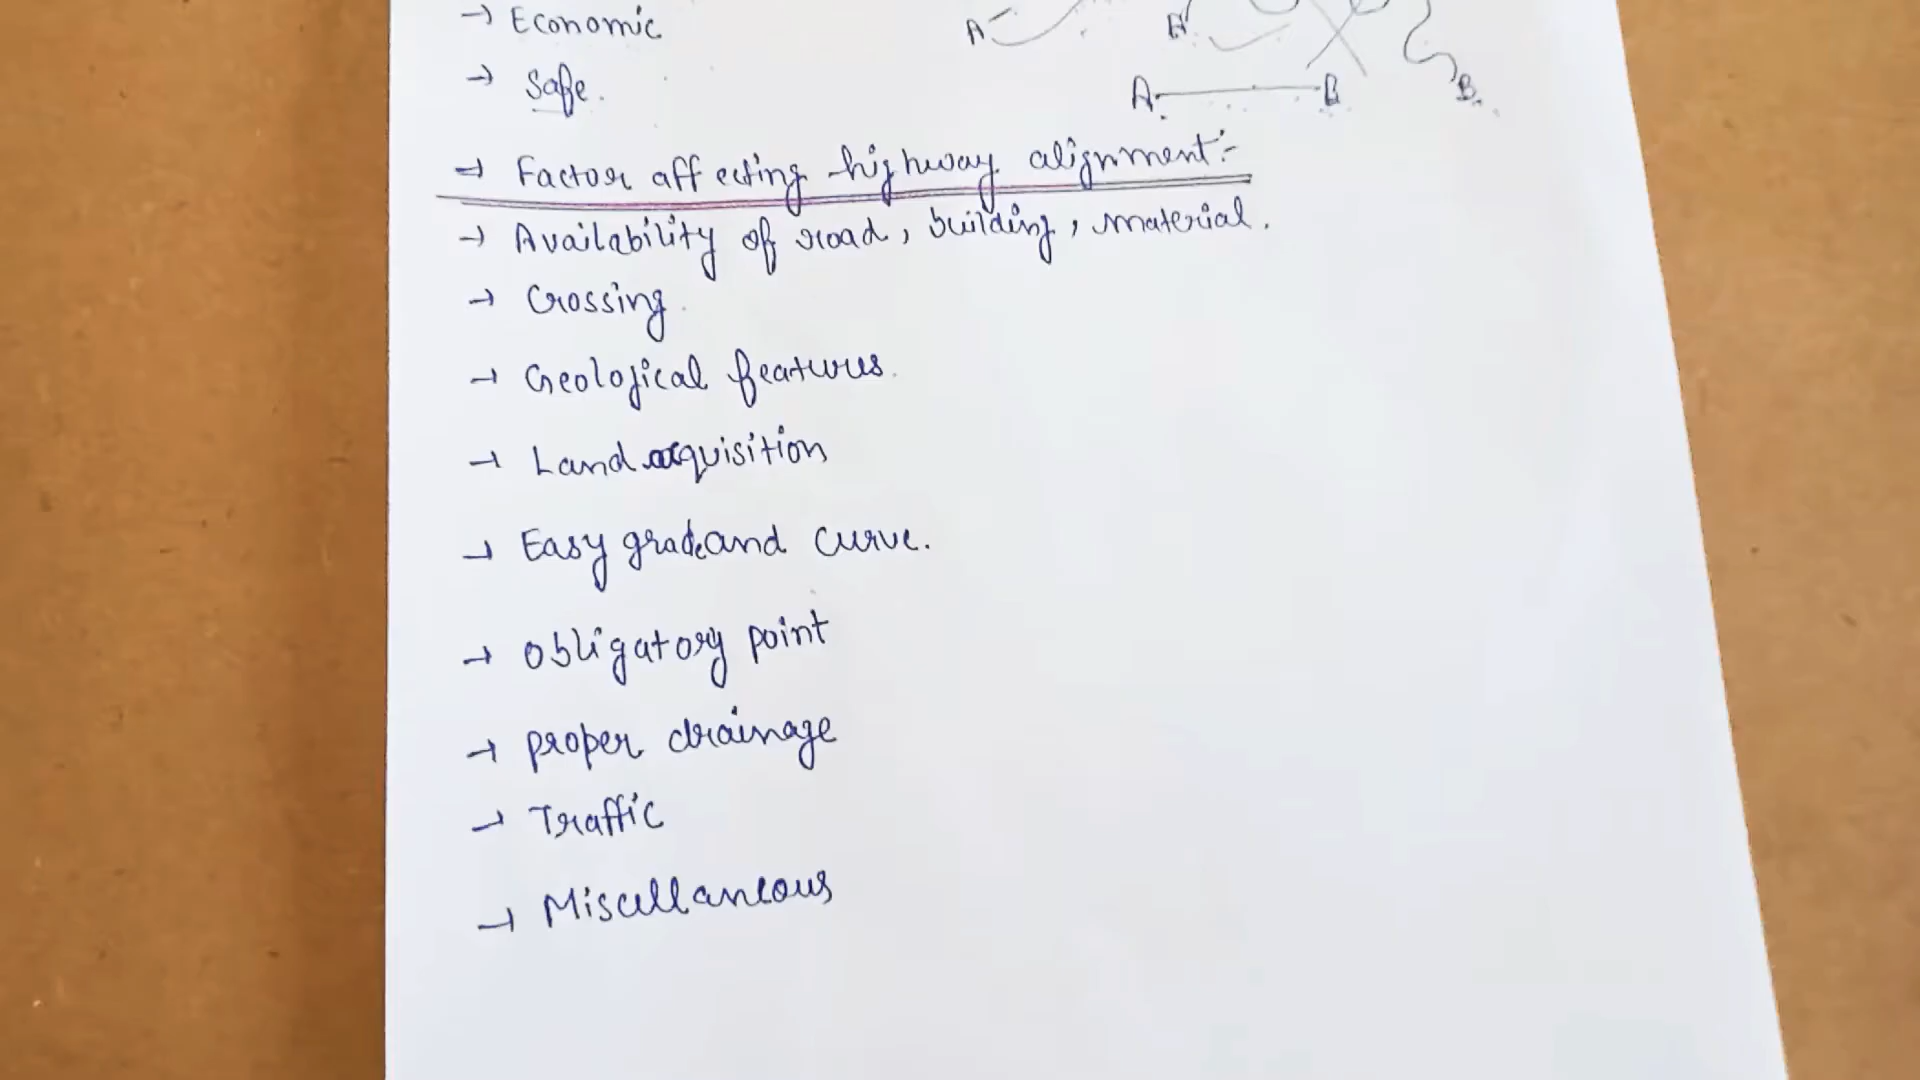 → Economic
A
A
→ Safe.
A B
B
→ Factor affecting highway alignment:-
→ Availability of road, building, material.
→ Crossing
→ Geological features.
→ Land acquisition
→ Easy grade and curve.
→ Obligatory point
→ proper drainage
→ Traffic
→ Miscellaneous